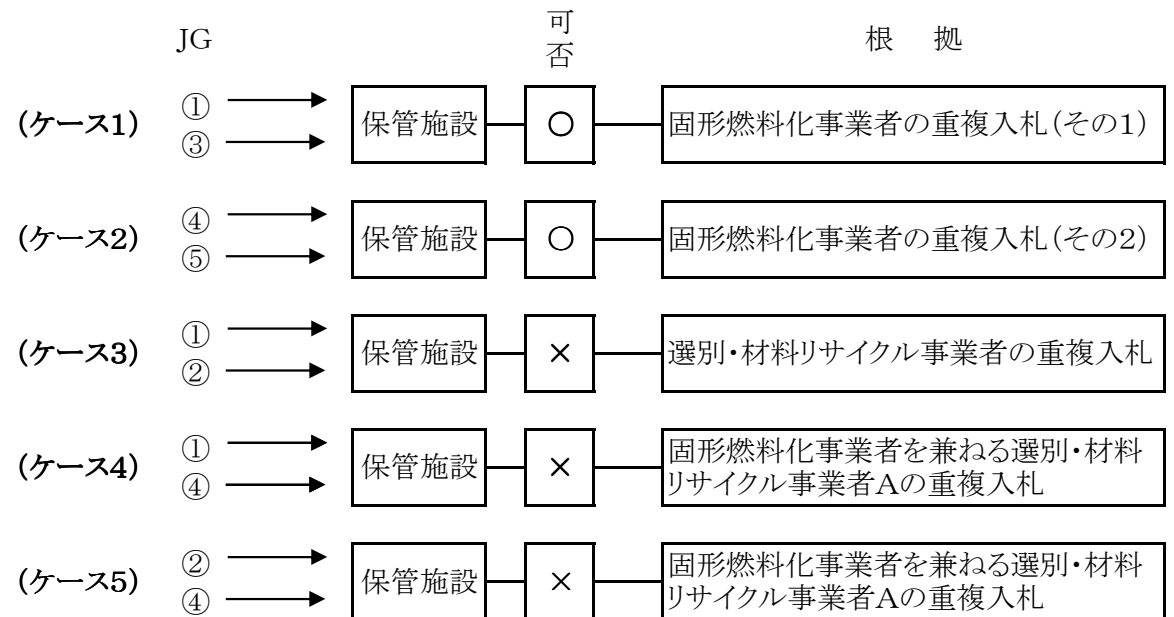 JG 可否 根 拠
(ケース1) ① ③ 保管施設 ○ 固形燃料化事業者の重複入札(その1)
(ケース2) ④ ⑤ 保管施設 ○ 固形燃料化事業者の重複入札(その2)
(ケース3) ① ② 保管施設 × 選別・材料リサイクル事業者の重複入札
(ケース4) ① ④ 保管施設 × 固形燃料化事業者を兼ねる選別・材料
リサイクル事業者Aの重複入札
(ケース5) ② ④ 保管施設 × 固形燃料化事業者を兼ねる選別・材料
リサイクル事業者Aの重複入札